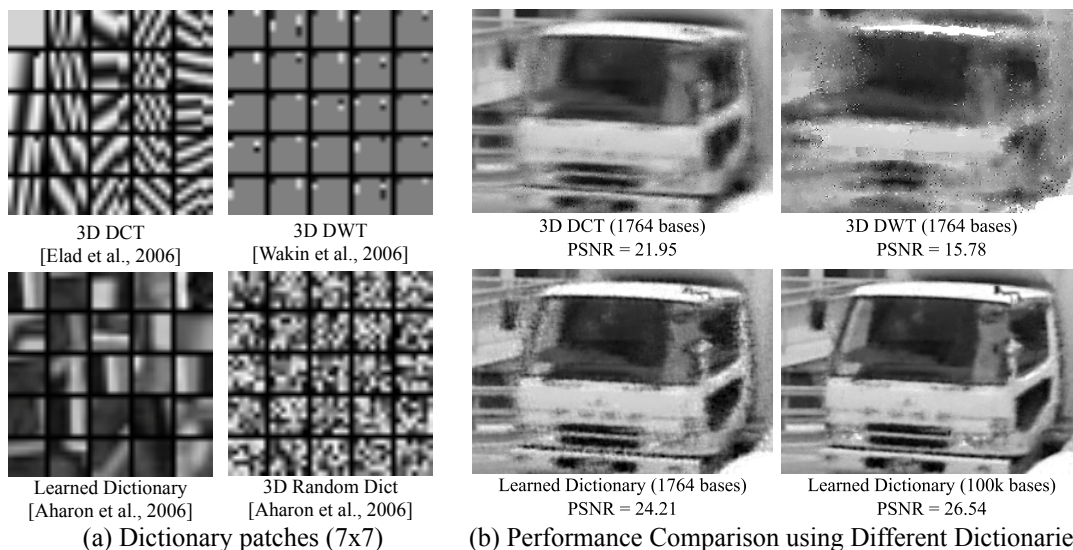 3D DCT
[Elad et al., 2006]
3D DWT
[Wakin et al., 2006]
Learned Dictionary
[Aharon et al., 2006]
3D Random Dict
[Aharon et al., 2006]
(a) Dictionary patches (7x7)
3D DCT (1764 bases)
PSNR = 21.95
3D DWT (1764 bases)
PSNR = 15.78
Learned Dictionary (1764 bases)
PSNR = 24.21
Learned Dictionary (100k bases)
PSNR = 26.54
(b) Performance Comparison using Different Dictionarie